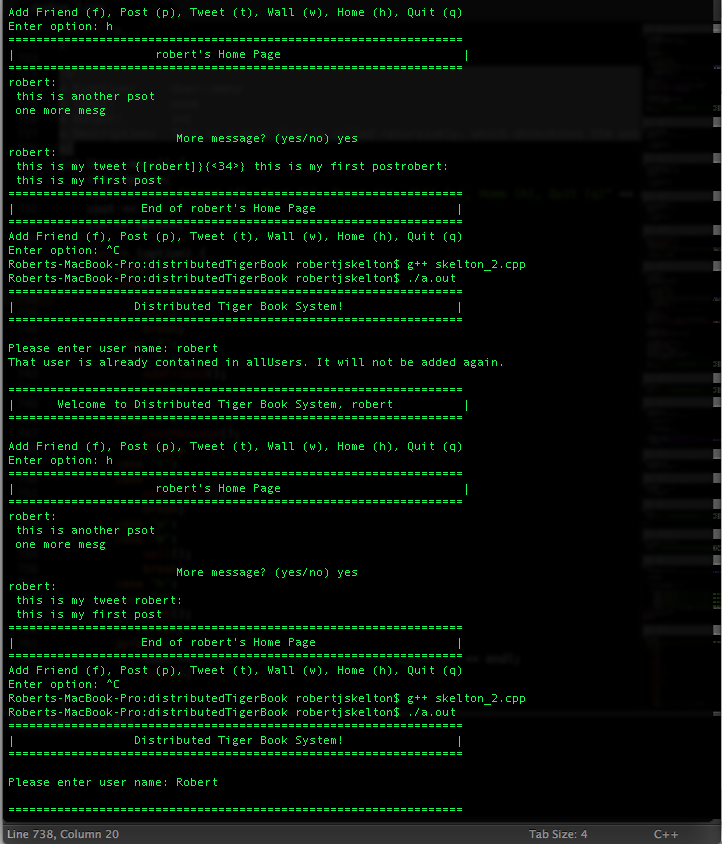 Add Friend (f), Post (p), Tweet (t), Wall (w), Home (h), Quit (q)
Enter option: h
=================================================================
|                    robert's Home Page                          |
=================================================================
robert:
 this is another psot
 one more mesg

                        More message? (yes/no) yes
robert:
 this is my tweet {[robert]}{<34>} this is my first postrobert:
 this is my first post
=================================================================
|                  End of robert's Home Page                    |
=================================================================
Add Friend (f), Post (p), Tweet (t), Wall (w), Home (h), Quit (q)
Enter option: ^C
Roberts-MacBook-Pro:distributedTigerBook robertjskelton$ g++ skelton_2.cpp
Roberts-MacBook-Pro:distributedTigerBook robertjskelton$ ./a.out
=================================================================
|                 Distributed Tiger Book System!                |
=================================================================

Please enter user name: robert
That user is already contained in allUsers. It will not be added again.

=================================================================
|      Welcome to Distributed Tiger Book System, robert          |
=================================================================

Add Friend (f), Post (p), Tweet (t), Wall (w), Home (h), Quit (q)
Enter option: h
=================================================================
|                    robert's Home Page                          |
=================================================================
robert:
 this is another psot
 one more mesg

                        More message? (yes/no) yes
robert:
 this is my tweet robert:
 this is my first post
=================================================================
|                  End of robert's Home Page                    |
=================================================================
Add Friend (f), Post (p), Tweet (t), Wall (w), Home (h), Quit (q)
Enter option: ^C
Roberts-MacBook-Pro:distributedTigerBook robertjskelton$ g++ skelton_2.cpp
Roberts-MacBook-Pro:distributedTigerBook robertjskelton$ ./a.out
=================================================================
|                 Distributed Tiger Book System!                |
=================================================================

Please enter user name: Robert

=================================================================
Line 738, Column 20 Tab Size: 4 C++